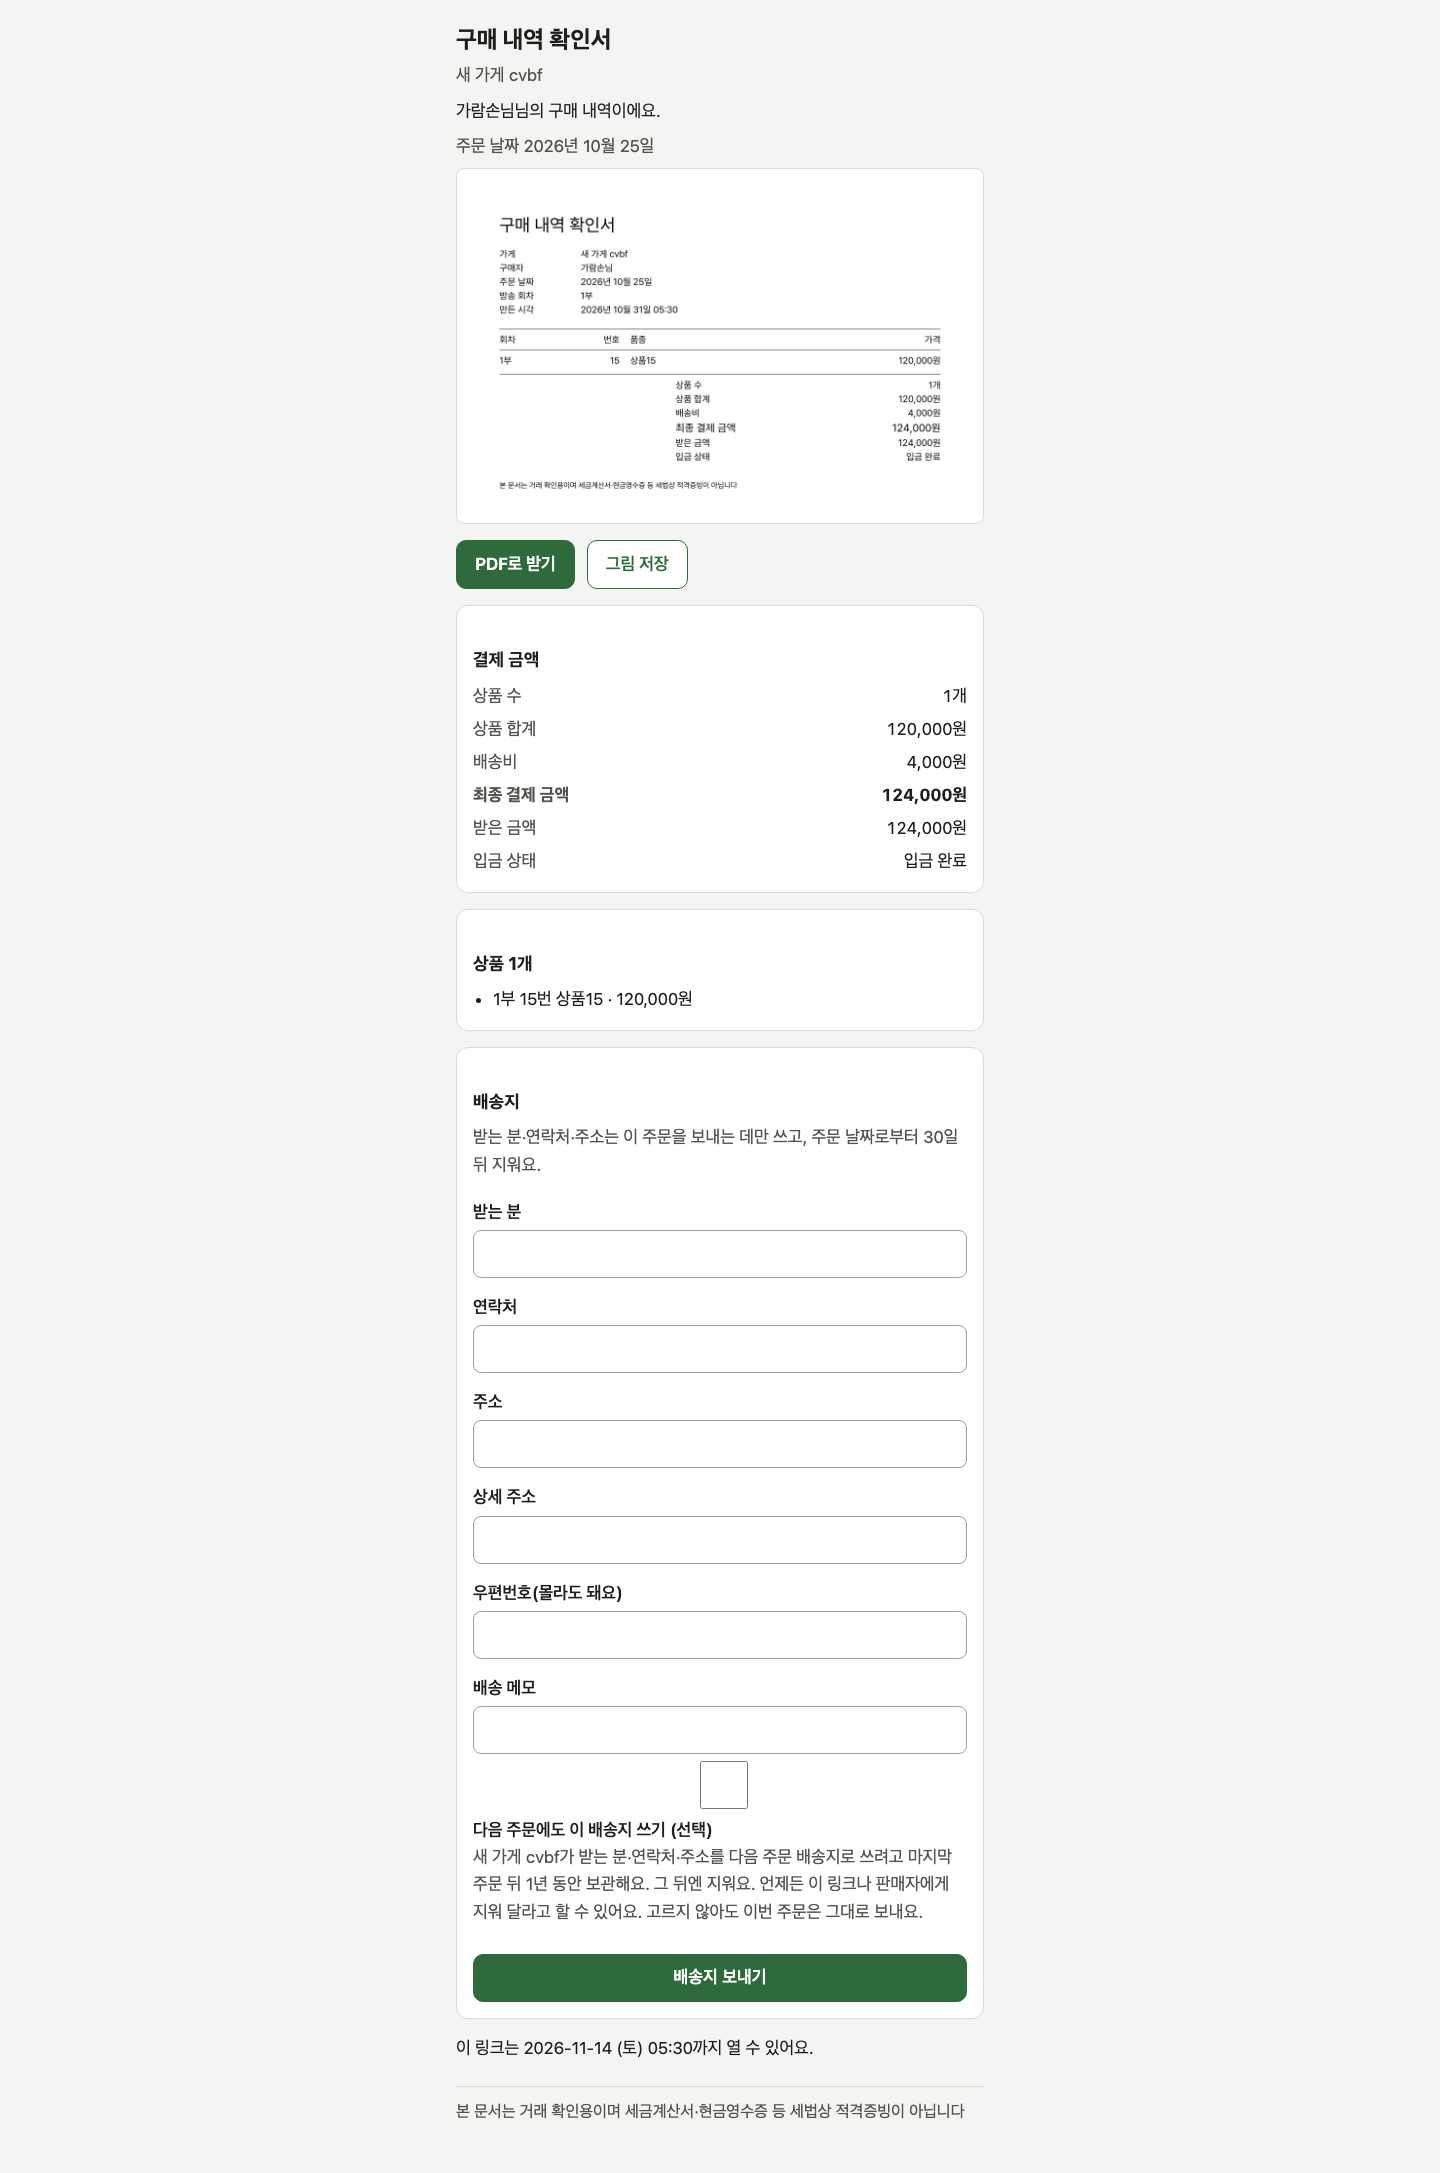 구매 내역 확인서
새 가게 cvbf
가람손님님의 구매 내역이에요.
주문 날짜 2026년 10월 25일
구매 내역 확인서
가게 새 가게 cvbf
구매자 가람손님
주문 날짜 2026년 10월 25일
방송 회차 1부
만든 시각 2026년 10월 31일 05:30
회차 번호 품종 가격
1부 15 상품15 120,000원
상품 수 1개
상품 합계 120,000원
배송비 4,000원
최종 결제 금액 124,000원
받은 금액 124,000원
입금 상태 입금 완료
본 문서는 거래 확인용이며 세금계산서·현금영수증 등 세법상 적격증빙이 아닙니다
PDF로 받기 그림 저장
결제 금액
상품 수 1개
상품 합계 120,000원
배송비 4,000원
최종 결제 금액 124,000원
받은 금액 124,000원
입금 상태 입금 완료
상품 1개
• 1부 15번 상품15 · 120,000원
배송지
받는 분·연락처·주소는 이 주문을 보내는 데만 쓰고, 주문 날짜로부터 30일
뒤 지워요.
받는 분
연락처
주소
상세 주소
우편번호(몰라도 돼요)
배송 메모
다음 주문에도 이 배송지 쓰기 (선택)
새 가게 cvbf가 받는 분·연락처·주소를 다음 주문 배송지로 쓰려고 마지막
주문 뒤 1년 동안 보관해요. 그 뒤엔 지워요. 언제든 이 링크나 판매자에게
지워 달라고 할 수 있어요. 고르지 않아도 이번 주문은 그대로 보내요.
배송지 보내기
이 링크는 2026-11-14 (토) 05:30까지 열 수 있어요.
본 문서는 거래 확인용이며 세금계산서·현금영수증 등 세법상 적격증빙이 아닙니다